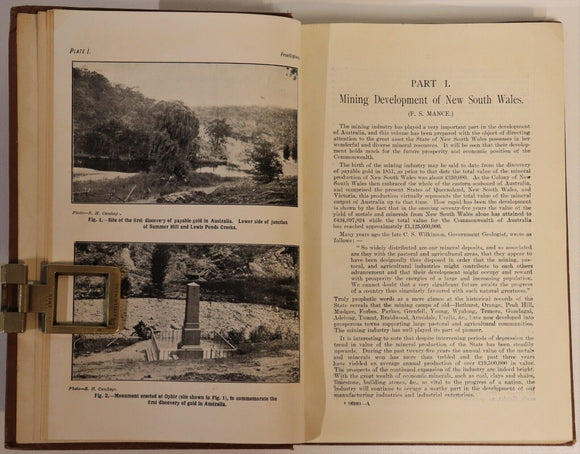 PLATE I.
Frontispiece
Photo—E. H. Cambage.
Fig. 1.—Site of the first discovery of payable gold in Australia. Lower side of junction
of Summer Hill and Lewis Ponds Creeks.
Fig. 2.—Monument erected at Ophir (site shown in Fig. 1), to commemorate the
first discovery of gold in Australia.
PART I.
Mining Development of New South Wales.
(F. S. MANCE.)
The mining industry has played a very important part in the development
of Australia, and this volume has been prepared with the object of directing
attention to the great asset the State of New South Wales possesses in her
wonderful and diverse mineral resources. It will be seen that their develop-
ment holds much for the future prosperity and economic position of the
Commonwealth.
The birth of the mining industry may be said to date from the discovery
of payable gold in 1851, as prior to that date the total value of the mineral
production of New South Wales was about £250,000. As the Colony of New
South Wales then embraced the whole of the eastern seaboard of Australia,
and comprised the present States of Queensland, New South Wales, and
Victoria, this production virtually represents the total value of the mineral
output of Australia up to that time. How rapid has been the development
is shown by the fact that in the ensuing seventy-five years the value of the
yield of metals and minerals from New South Wales alone has attained to
while the total value for the Commonwealth of Australia
has reached approximately £1,125,000,000.
Many years ago the late C. S. Wilkinson, Government Geologist, wrote
as follows: —
"So widely distributed are our mineral deposits, and so associated
are they with the pastoral and agricultural areas, that they appear to
have been designedly thus disposed in order that the mining, pas-
toral, and agricultural industries might contribute to each others
advancement and that their development might occupy and reward
with prosperity the energies of a large and increasing population.
We cannot doubt that a very significant future awaits the progress
of a country thus singularly favoured with such natural greatness."
Truly prophetic words as a mere glance at the historical records of the
State reveals that the mining camps of old—Bathurst, Orange, Peak Hill,
Mudgee, Forbes, Parkes, Grenfell, Young, Wyalong, Temora, Gundagai,
Adelong, Tumut, Braidwood, Armidale, Uralla, &c., have now developed into
prosperous towns supporting large pastoral and agricultural communities.
The mining industry has well played its part of pioneer.
It is interesting to note that despite intervening periods of depression the
trend in value of the mineral production of the State has been steadily
upwards. During the past twenty-five years the annual value of the metals
and minerals won has more than trebled and the past three years
have yielded an average annual production of over in value.
The prospects of the continued expansion of the industry are indeed bright.
With the great wealth of economic minerals, such as coal, clays and shales,
limestone, building stones, &c., so vital to the progress of a nation, the
industry will continue to occupy a worthy part in the development of our
manufacturing industries and industrial enterprises.